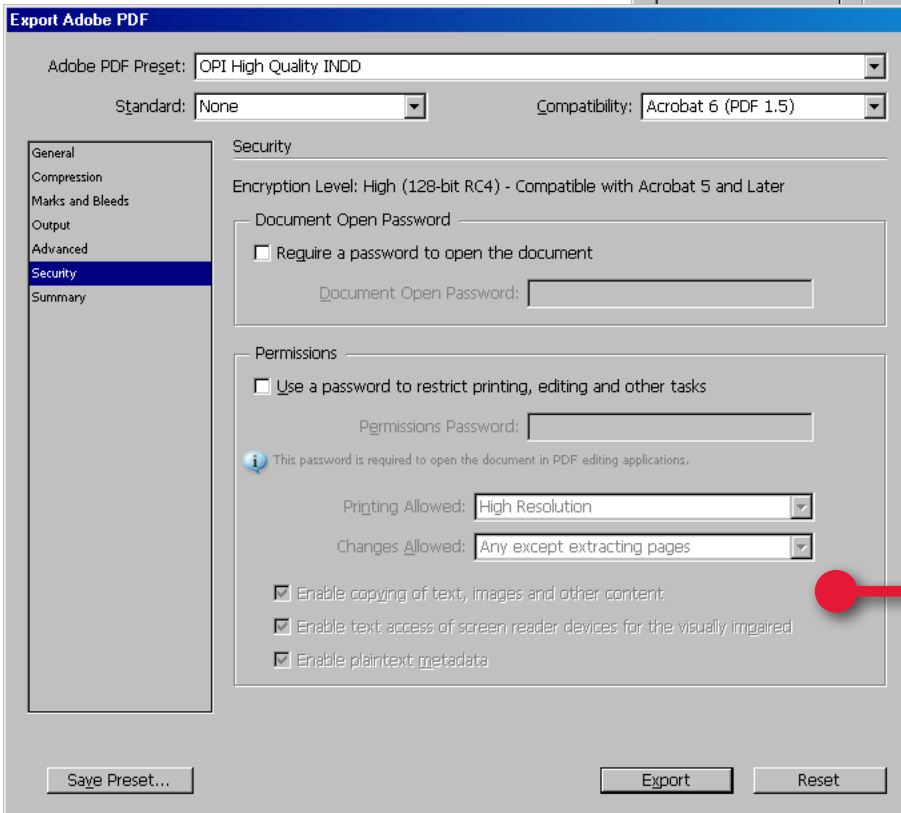 Export Adobe PDF
Adobe PDF Preset: OPI High Quality INDD
Standard: None Compatibility: Acrobat 6 (PDF 1.5)
General
Compression
Marks and Bleeds
Output
Advanced
Security
Summary
Security
Encryption Level: High (128-bit RC4) - Compatible with Acrobat 5 and Later
Document Open Password
Require a password to open the document
Document Open Password:
Permissions
Use a password to restrict printing, editing and other tasks
Permissions Password:
This password is required to open the document in PDF editing applications.
Printing Allowed: High Resolution
Changes Allowed: Any except extracting pages
Enable copying of text, images and other content
Enable text access of screen reader devices for the visually impaired
Enable plaintext metadata
Save Preset... Export Reset